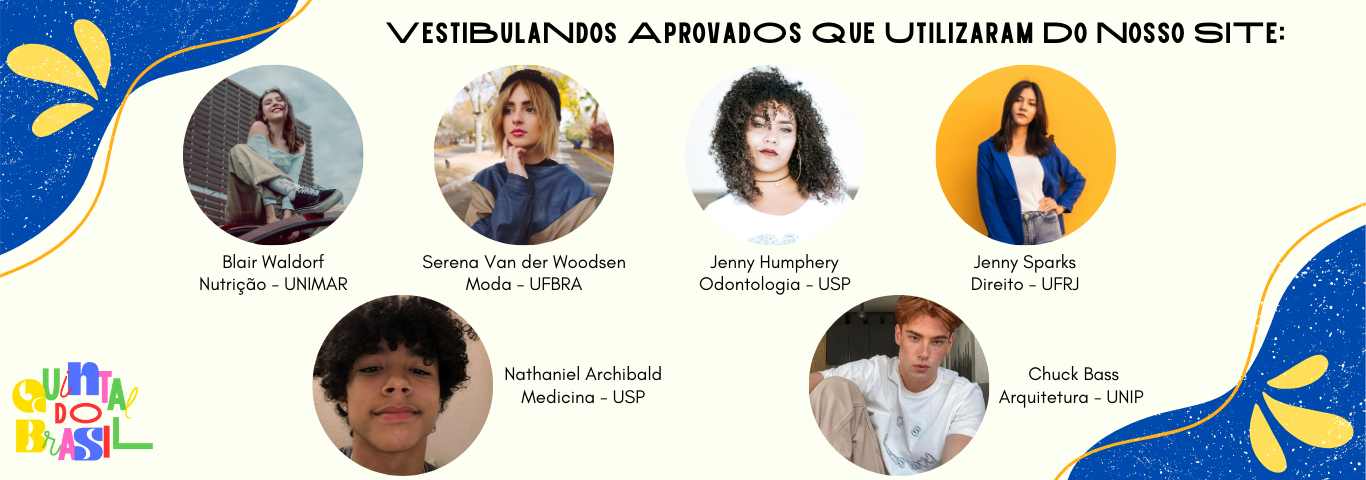 VESTIBULANDOS APROVADOS QUE UTILIZARAM DO NOSSO SITE:
Blair Waldorf
Nutrição - UNIMAR
Serena Van der Woodsen
Moda - UFBRA
Jenny Humphery
Odontologia - USP
Jenny Sparks
Direito - UFRJ
Nathaniel Archibald
Medicina - USP
Chuck Bass
Arquitetura - UNIP
QUiNTAl
DO
BrASIL